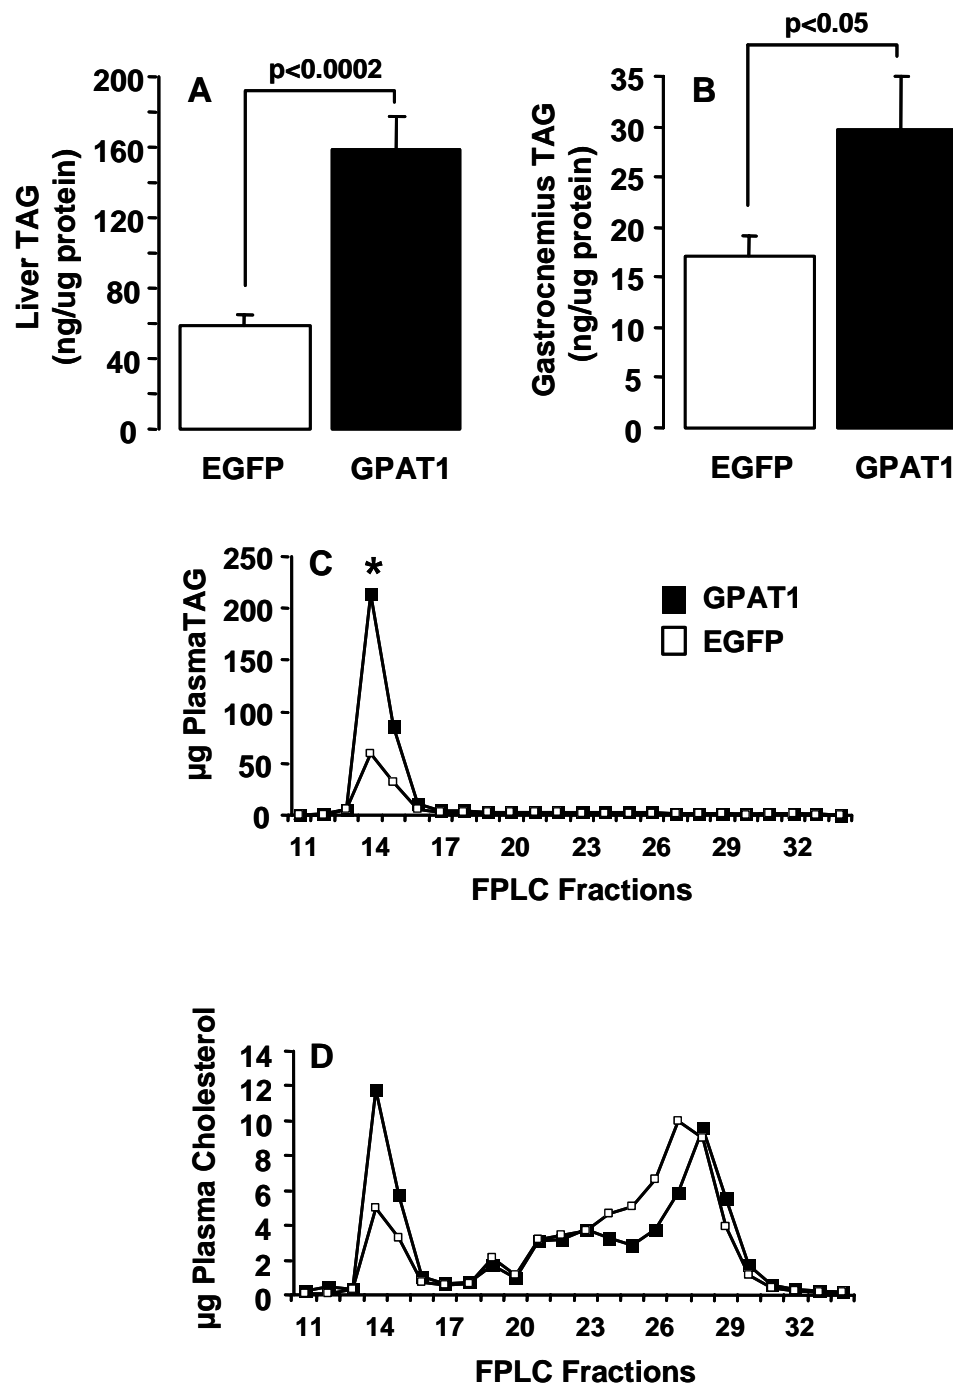 p<0.05
p<0.0002
A
200
160
120
80
40
0
Liver TAG
(ng/ug protein)
EGFP
GPAT1
B
35
30
25
20
15
10
5
0
Gastrocnemius TAG
(ng/ug protein)
EGFP
GPAT1
C
*
250
200
150
100
50
0
µg PlasmaTAG
GPAT1
EGFP
11 14 17 20 23 26 29 32
FPLC Fractions
D
14
12
10
8
6
4
2
0
µg Plasma Cholesterol
11 14 17 20 23 26 29 32
FPLC Fractions